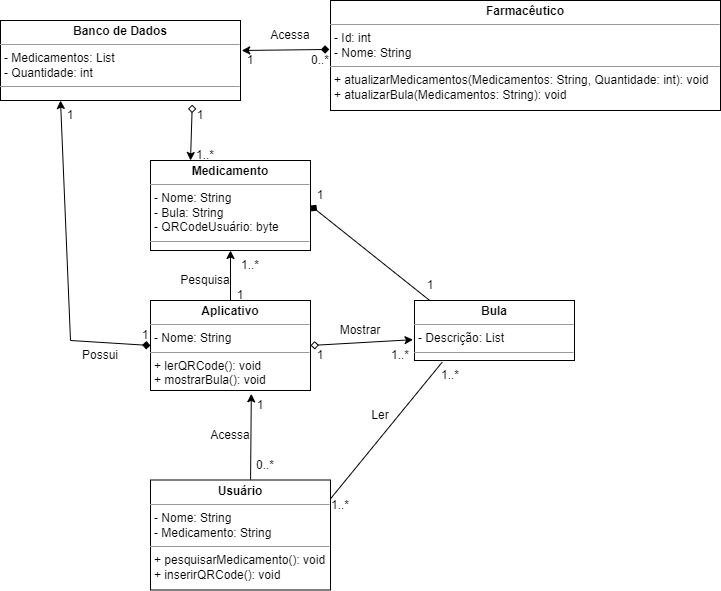 Banco de Dados
- Medicamentos: List
- Quantidade: int
Acessa
1
0..*
Farmacêutico
- Id: int
- Nome: String
+ atualizarMedicamentos(Medicamentos: String, Quantidade: int): void
+ atualizarBula(Medicamentos: String): void
1
1
1..*
Medicamento
- Nome: String
- Bula: String
- QRCodeUsuário: byte
1
1..*
Pesquisa
1
1
Aplicativo
- Nome: String
+ lerQRCode(): void
+ mostrarBula(): void
1
Possui
Mostrar
1
1..*
Bula
- Descrição: List
1..*
Ler
1
Acessa
0..*
1..*
Usuário
- Nome: String
- Medicamento: String
+ pesquisarMedicamento(): void
+ inserirQRCode(): void